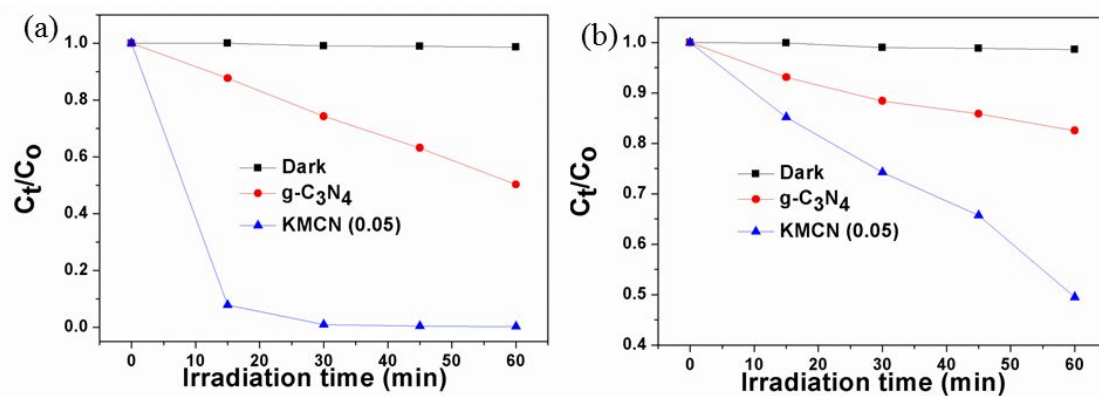 (a)
1.0
0.8
0.6
0.4
0.2
0.0
Ct/Co
Dark
g-C3N4
KMCN (0.05)
0 10 20 30 40 50 60
Irradiation time (min)
(b)
1.0
0.9
0.8
0.7
0.6
0.5
0.4
Ct/Co
Dark
g-C3N4
KMCN (0.05)
0 10 20 30 40 50 60
Irradiation time (min)